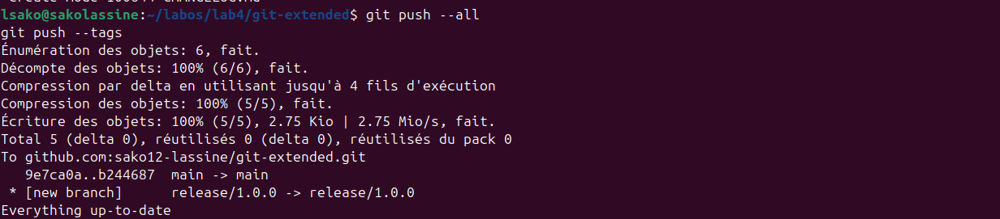 lsako@sakolassine:~/labos/lab4/git-extended$ git push --all
git push --tags
Énumération des objets: 6, fait.
Décompte des objets: 100% (6/6), fait.
Compression par delta en utilisant jusqu'à 4 fils d'exécution
Compression des objets: 100% (5/5), fait.
Écriture des objets: 100% (5/5), 2.75 Kio | 2.75 Mio/s, fait.
Total 5 (delta 0), réutilisés 0 (delta 0), réutilisés du pack 0
To github.com:sako12-lassine/git-extended.git
   9e7ca0a..b244687  main -> main
 * [new branch]      release/1.0.0 -> release/1.0.0
Everything up-to-date